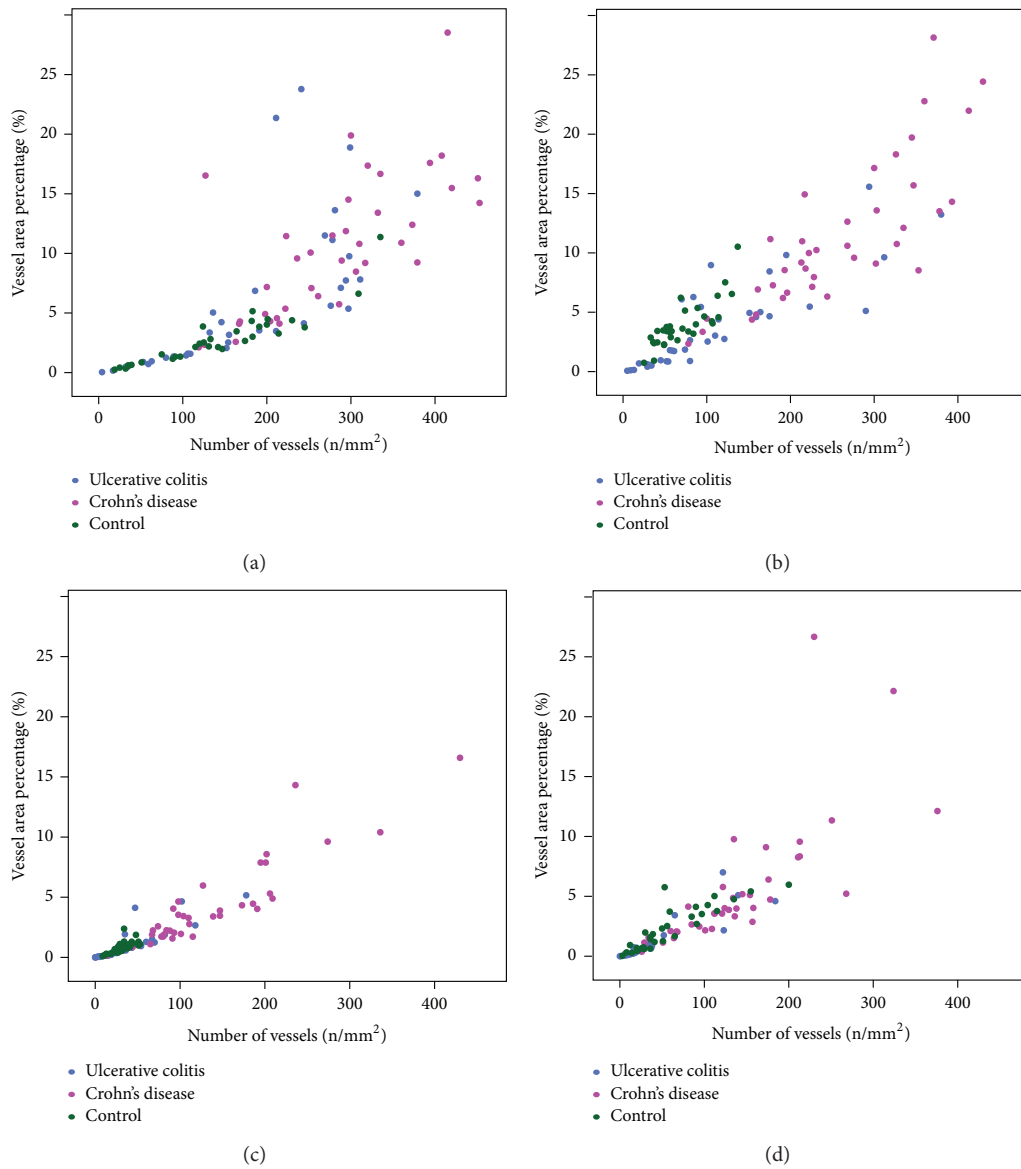 25
20
15
10
5
0
Vessel area percentage (%)
0 100 200 300 400
Number of vessels (n/mm²)
Ulcerative colitis
Crohn's disease
Control
(a)
25
20
15
10
5
0
Vessel area percentage (%)
0 100 200 300 400
Number of vessels (n/mm²)
Ulcerative colitis
Crohn's disease
Control
(b)
25
20
15
10
5
0
Vessel area percentage (%)
0 100 200 300 400
Number of vessels (n/mm²)
Ulcerative colitis
Crohn's disease
Control
(c)
25
20
15
10
5
0
Vessel area percentage (%)
0 100 200 300 400
Number of vessels (n/mm²)
Ulcerative colitis
Crohn's disease
Control
(d)